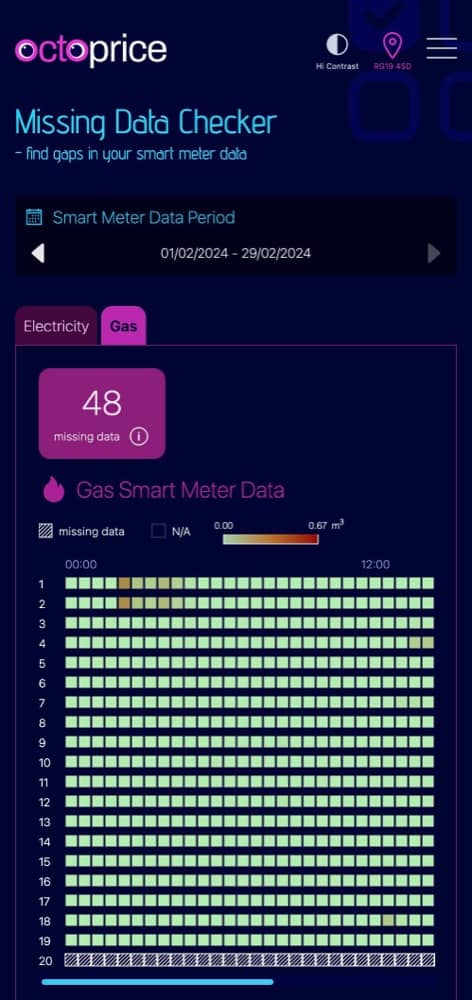 octoprice
Hi Contrast
RG19 4SD
Missing Data Checker
- find gaps in your smart meter data
Smart Meter Data Period
01/02/2024 - 29/02/2024
Electricity
Gas
48
missing data i
Gas Smart Meter Data
missing data
N/A
0.00
0.67 m³
00:00
12:00
1
2
3
4
5
6
7
8
9
10
11
12
13
14
15
16
17
18
19
20